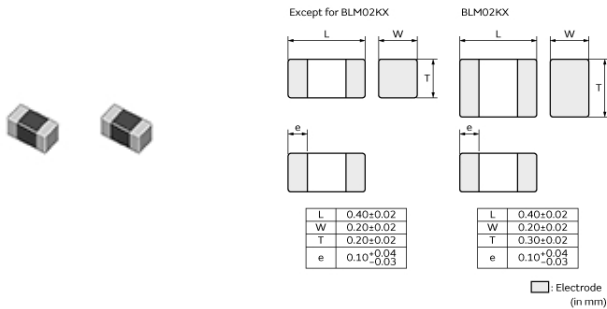 Except for BLM02KX
BLM02KX
L
W
L
W
T
T
e
e
L 0.40±0.02
W 0.20±0.02
T 0.20±0.02
e 0.10+0.04 −0.03
L 0.40±0.02
W 0.20±0.02
T 0.30±0.02
e 0.10+0.04 −0.03
: Electrode
(in mm)